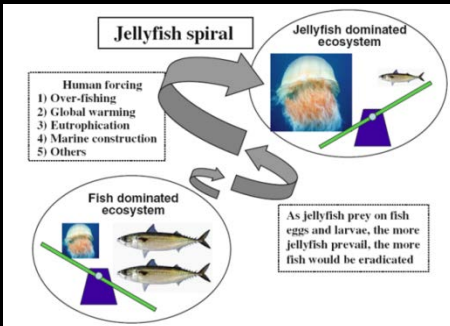 Jellyfish spiral
Jellyfish dominated
ecosystem
Human forcing
1) Over-fishing
2) Global warming
3) Eutrophication
4) Marine construction
5) Others
Fish dominated
ecosystem
As jellyfish prey on fish
eggs and larvae, the more
jellyfish prevail, the more
fish would be eradicated